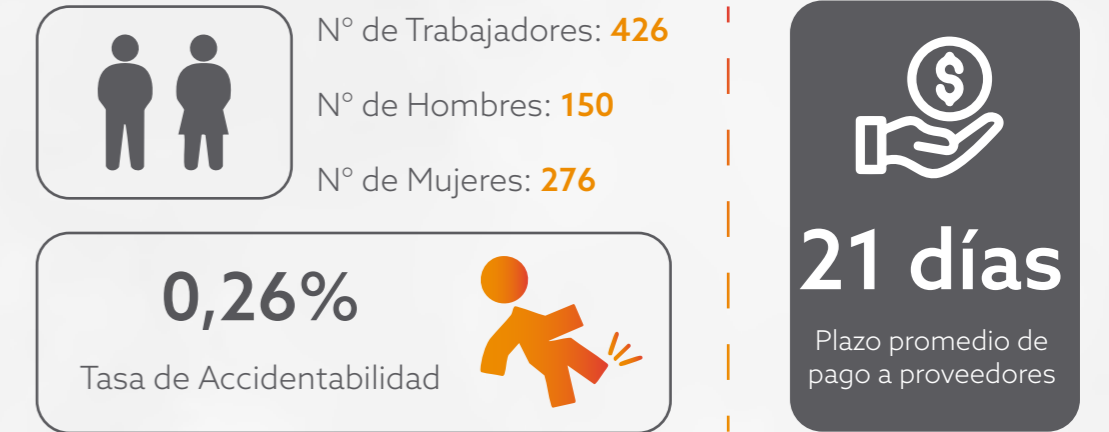 N° de Trabajadores: 426
N° de Hombres: 150
N° de Mujeres: 276
0,26%
Tasa de Accidentabilidad
$
21 días
Plazo promedio de
pago a proveedores